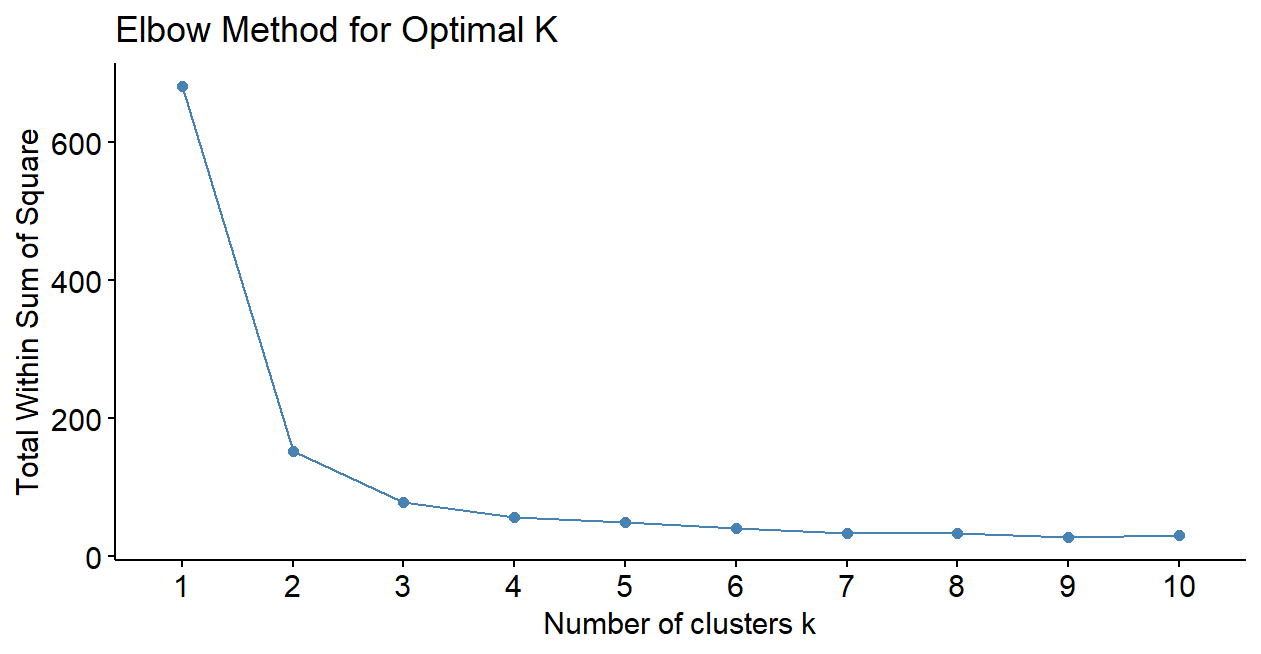 Elbow Method for Optimal K
Total Within Sum of Square
600
400
200
0
1 2 3 4 5 6 7 8 9 10
Number of clusters k